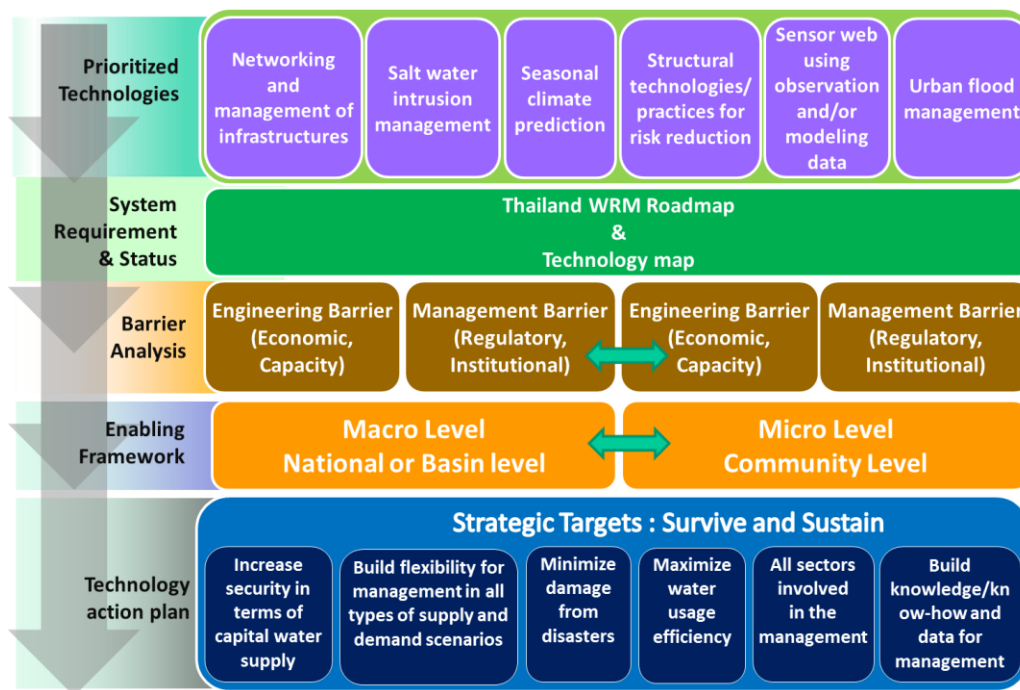 Prioritized
Technologies
Networking
and
management of
infrastructures
Salt water
intrusion
management
Seasonal
climate
prediction
Structural
technologies/
practices for
risk reduction
Sensor web
using
observation
and/or
modeling
data
Urban flood
management
System
Requirement
& Status
Thailand WRM Roadmap
&
Technology map
Barrier
Analysis
Engineering Barrier
(Economic,
Capacity)
Management Barrier
(Regulatory,
Institutional)
Engineering Barrier
(Economic,
Capacity)
Management Barrier
(Regulatory,
Institutional)
Enabling
Framework
Macro Level
National or Basin level
Micro Level
Community Level
Technology
action plan
Strategic Targets : Survive and Sustain
Increase
security in
terms of
capital water
supply
Build flexibility for
management in all
types of supply and
demand scenarios
Minimize
damage
from
disasters
Maximize
water
usage
efficiency
All sectors
involved
in the
management
Build
knowledge/kn
ow-how and
data for
management